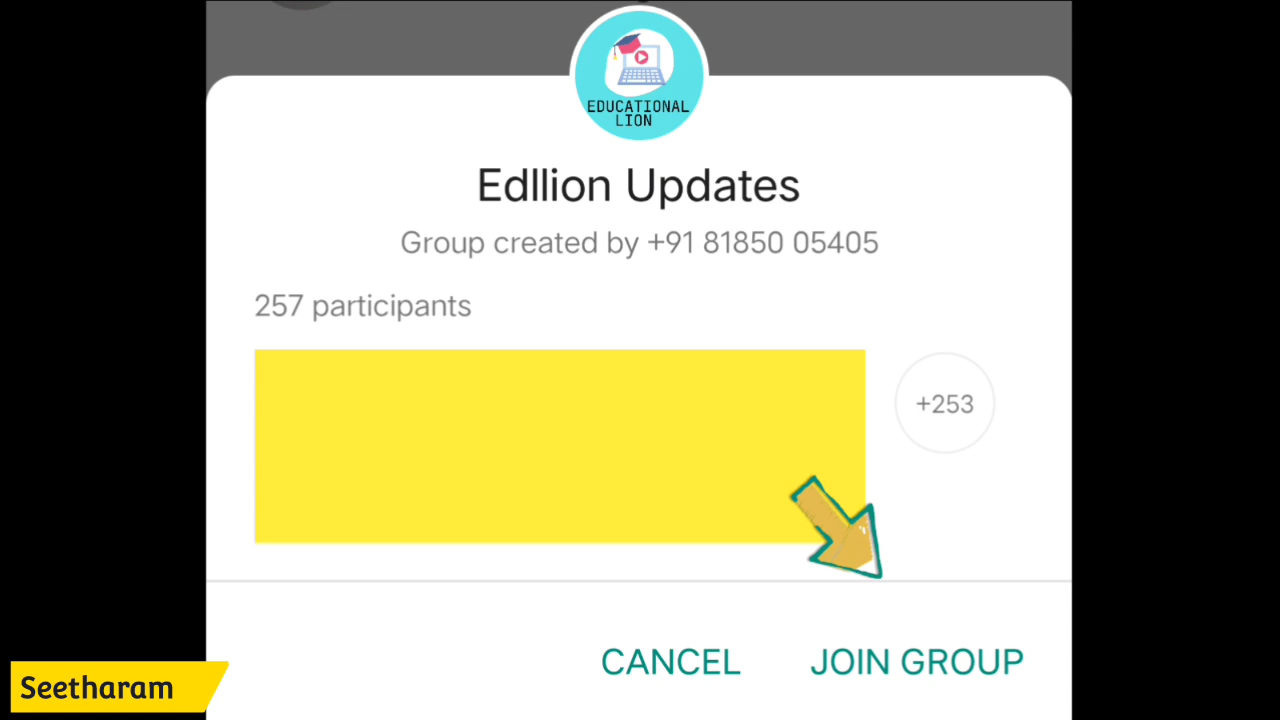 EDUCATIONAL
LION
Edllion Updates
Group created by +91 81850 05405
257 participants
+253
CANCEL
JOIN GROUP
Seetharam